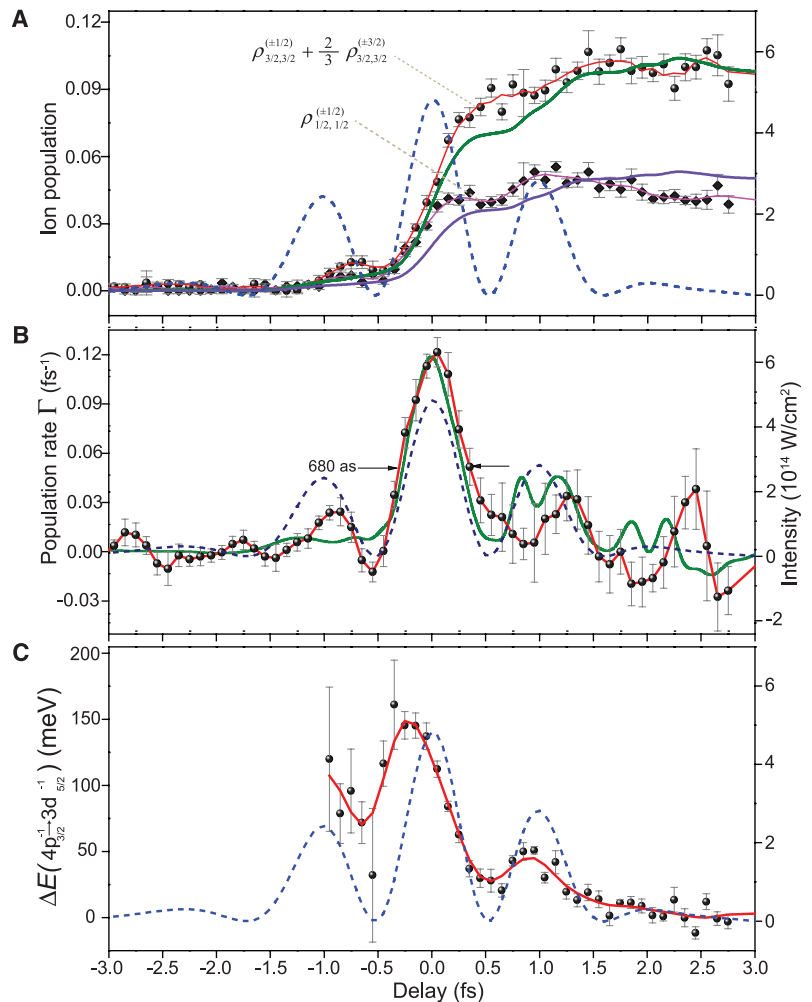 A
Ion population
0.12
0.09
0.06
0.03
0.00
ρ^(±1/2)_3/2,3/2 + 2/3 ρ^(±3/2)_3/2,3/2
ρ^(±1/2)_1/2, 1/2
6
4
2
0
B
Population rate Γ (fs⁻¹)
0.12
0.09
0.06
0.03
0.00
-0.03
680 as
6
4
2
0
-2
Intensity (10¹⁴ W/cm²)
C
ΔE(4p⁻¹_3/2→3d⁻¹_5/2) (meV)
200
150
100
50
0
6
4
2
0
-3.0 -2.5 -2.0 -1.5 -1.0 -0.5 0.0 0.5 1.0 1.5 2.0 2.5 3.0
Delay (fs)